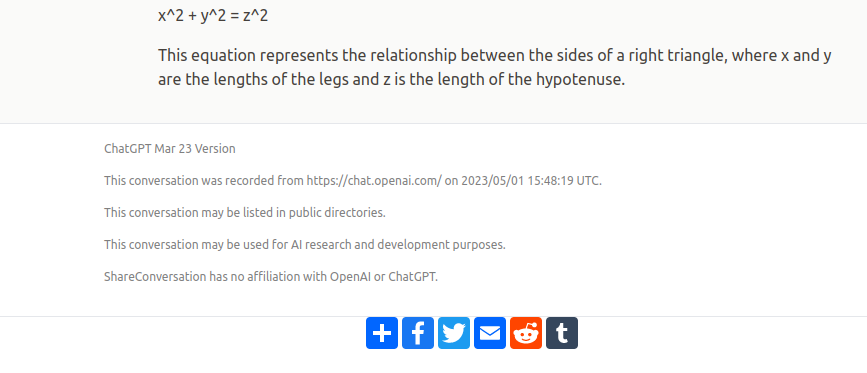 x^2 + y^2 = z^2
This equation represents the relationship between the sides of a right triangle, where x and y
are the lengths of the legs and z is the length of the hypotenuse.
ChatGPT Mar 23 Version
This conversation was recorded from https://chat.openai.com/ on 2023/05/01 15:48:19 UTC.
This conversation may be listed in public directories.
This conversation may be used for AI research and development purposes.
ShareConversation has no affiliation with OpenAI or ChatGPT.